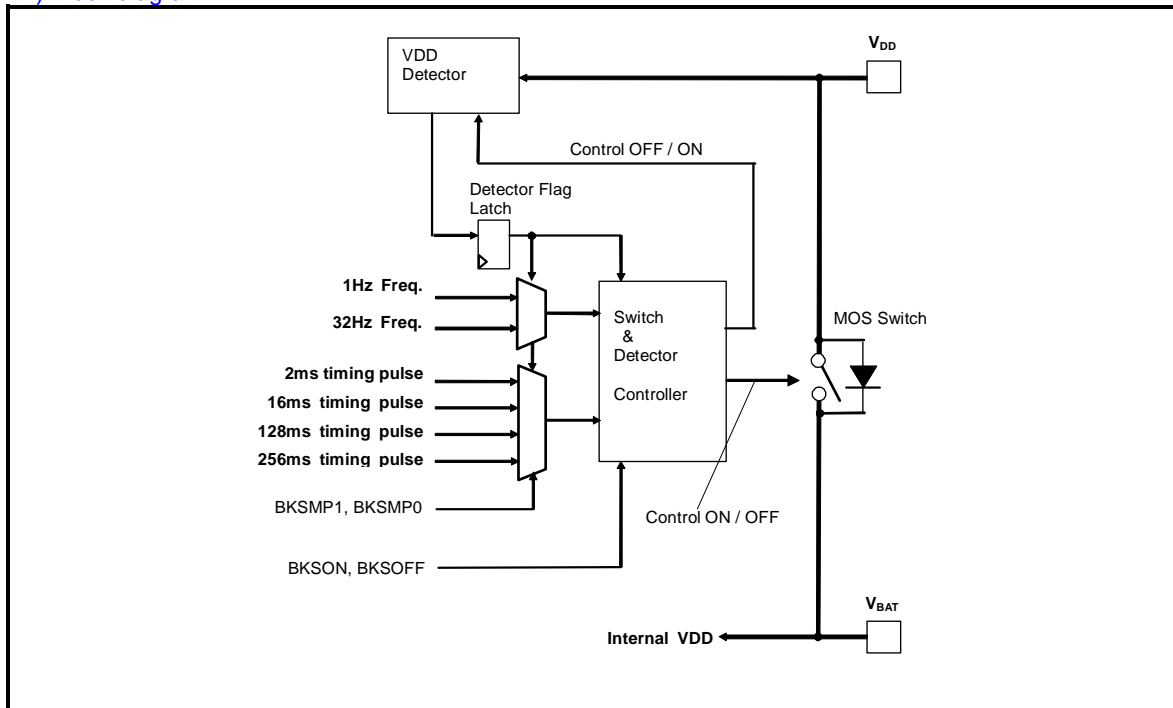 VDD
Detector
V_DD
Control OFF / ON
Detector Flag
Latch
1Hz Freq.
32Hz Freq.
Switch
&
Detector
Controller
MOS Switch
2ms timing pulse
16ms timing pulse
128ms timing pulse
256ms timing pulse
BKSMP1, BKSMP0
Control ON / OFF
BKSON, BKSOFF
V_BAT
Internal VDD